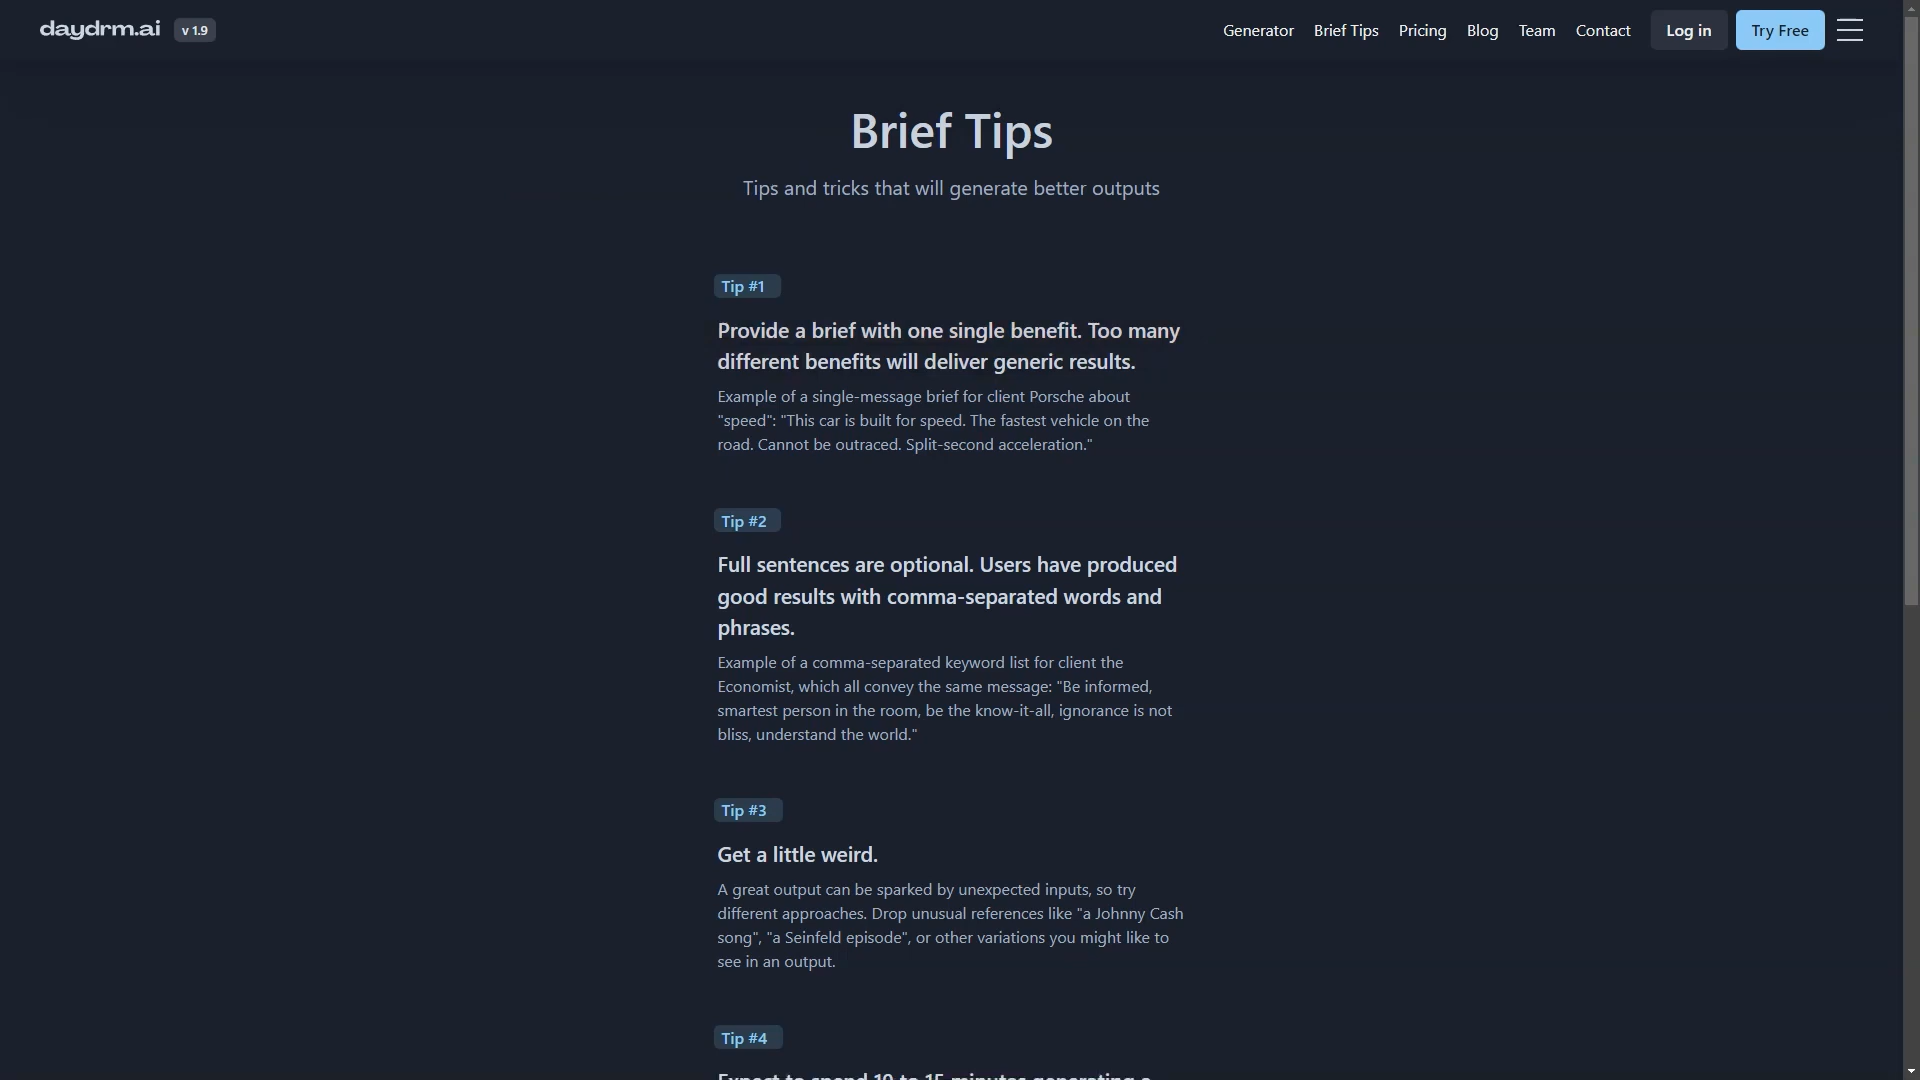 daydrm.ai v 1.9 Generator Brief Tips Pricing Blog Team Contact Log in Try Free
Brief Tips
Tips and tricks that will generate better outputs
Tip #1
Provide a brief with one single benefit. Too many
different benefits will deliver generic results.
Example of a single-message brief for client Porsche about
"speed": "This car is built for speed. The fastest vehicle on the
road. Cannot be outraced. Split-second acceleration."
Tip #2
Full sentences are optional. Users have produced
good results with comma-separated words and
phrases.
Example of a comma-separated keyword list for client the
Economist, which all convey the same message: "Be informed,
smartest person in the room, be the know-it-all, ignorance is not
bliss, understand the world."
Tip #3
Get a little weird.
A great output can be sparked by unexpected inputs, so try
different approaches. Drop unusual references like "a Johnny Cash
song", "a Seinfeld episode", or other variations you might like to
see in an output.
Tip #4
Expect to spend 10 to 15 minutes generating a